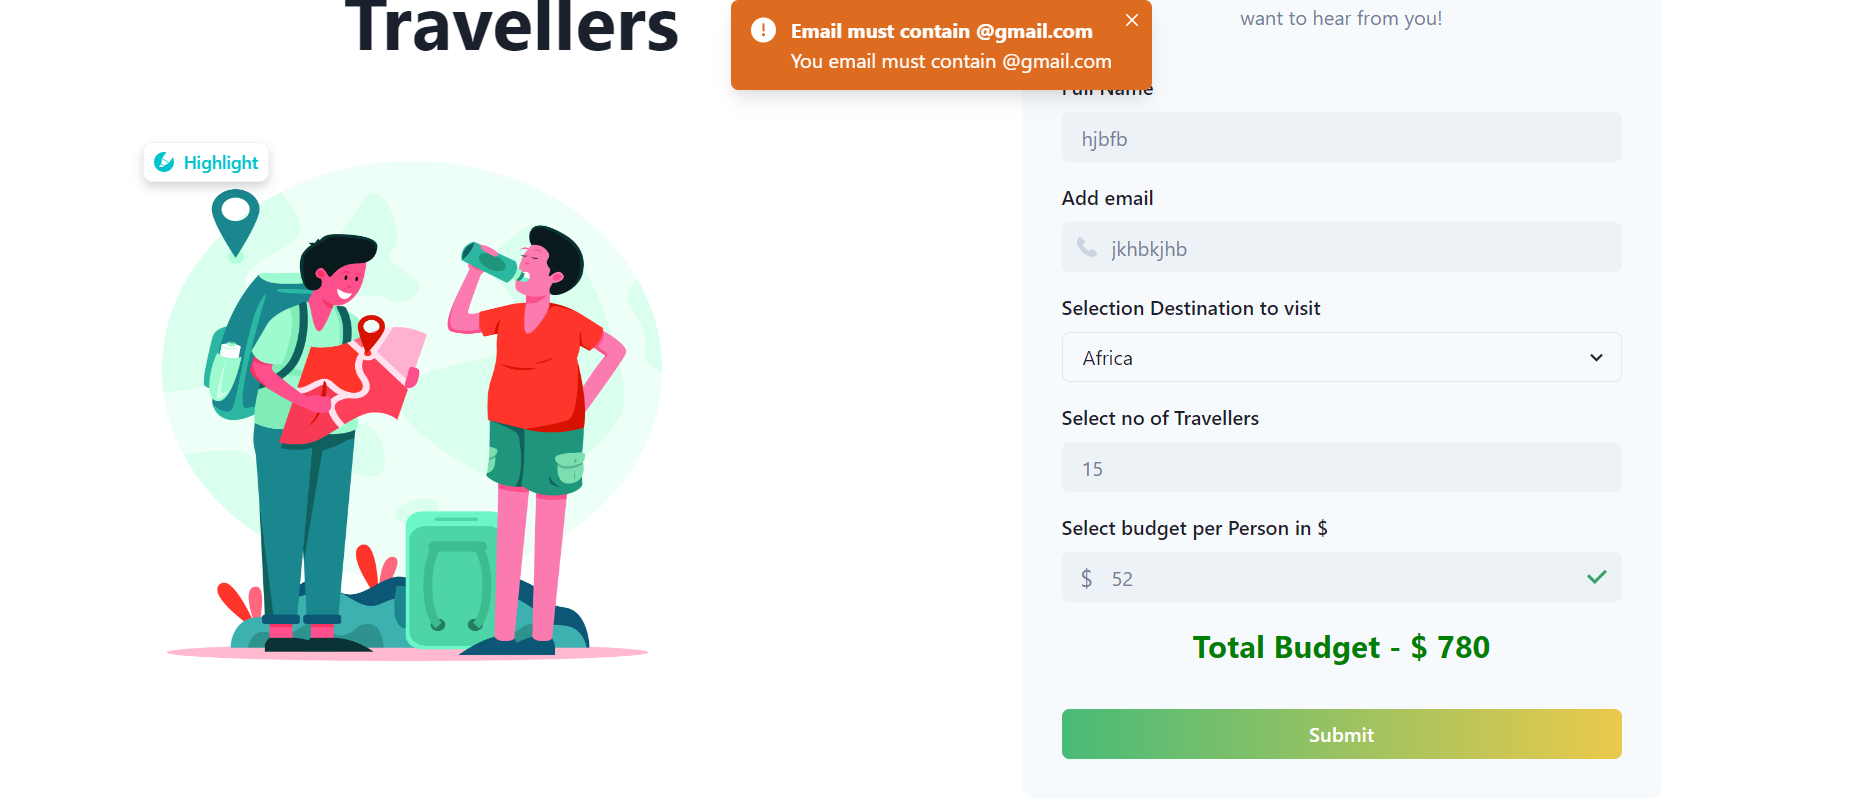 Travellers
Highlight
Email must contain @gmail.com
You email must contain @gmail.com
want to hear from you!
Full Name
hjbfb
Add email
jkhbkjhb
Selection Destination to visit
Africa
Select no of Travellers
15
Select budget per Person in $
$ 52
Total Budget - $ 780
Submit